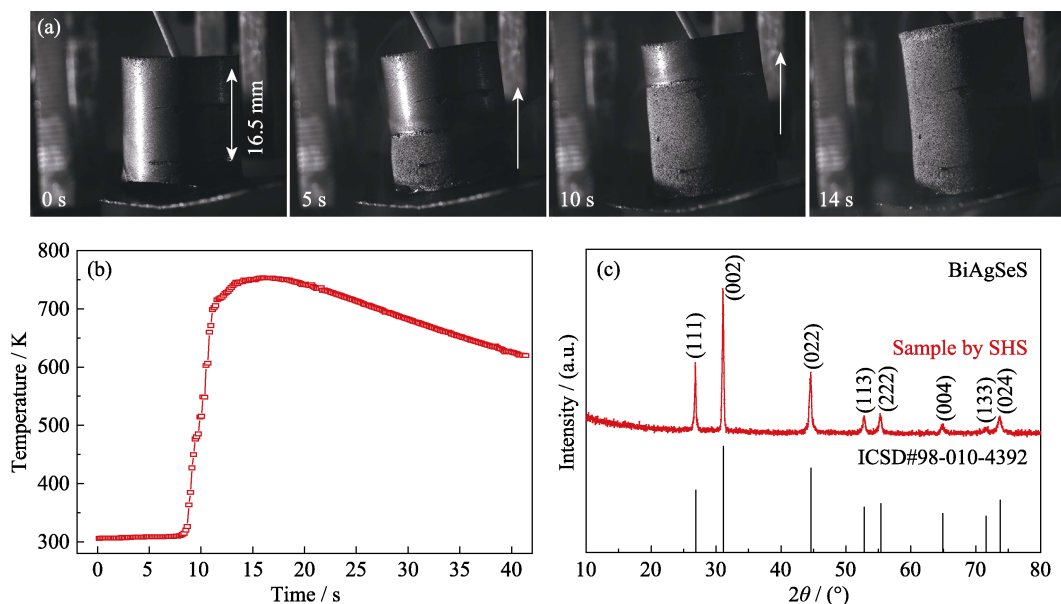 (a)
16.5 mm
0 s
5 s
10 s
14 s
(b)
Temperature / K
800
700
600
500
400
300
0 5 10 15 20 25 30 35 40
Time / s
(c)
BiAgSeS
Sample by SHS
(111)
(002)
(022)
(113)
(222)
(004)
(133)
(024)
ICSD#98-010-4392
Intensity / (a.u.)
10 20 30 40 50 60 70 80
2θ / (°)